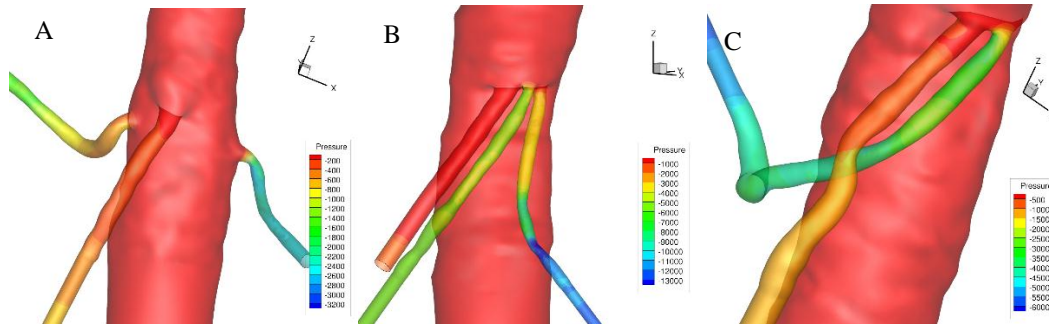 A
Z
Y
X
Pressure
-200
-400
-600
-800
-1000
-1200
-1400
-1600
-1800
-2000
-2200
-2400
-2600
-2800
-3000
-3200
B
Z
Y
X
Pressure
-1000
-2000
-3000
-4000
-5000
-6000
-7000
-8000
-9000
-10000
-11000
-12000
-13000
C
Z
Y
X
Pressure
-500
-1000
-1500
-2000
-2500
-3000
-3500
-4000
-4500
-5000
-5500
-6000